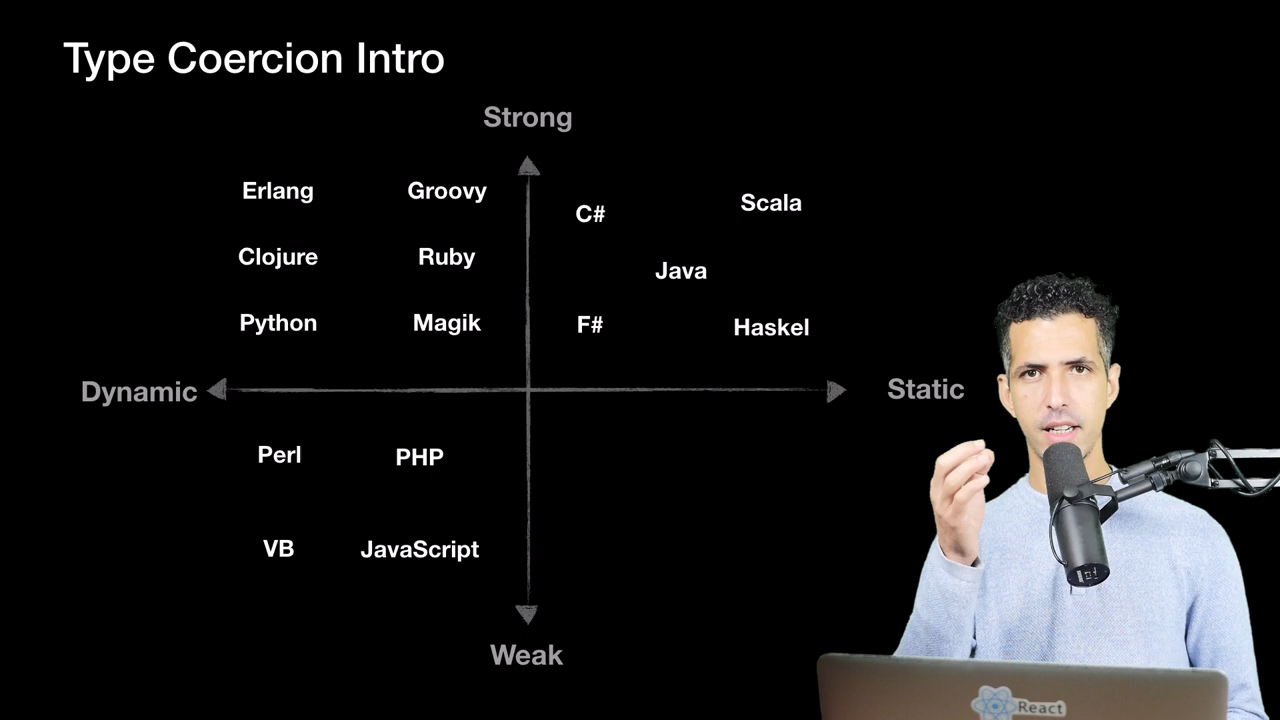 Type Coercion Intro
Strong
Erlang
Groovy
C#
Scala
Clojure
Ruby
Java
Python
Magik
F#
Haskel
Dynamic
Static
Perl
PHP
VB
JavaScript
Weak
React